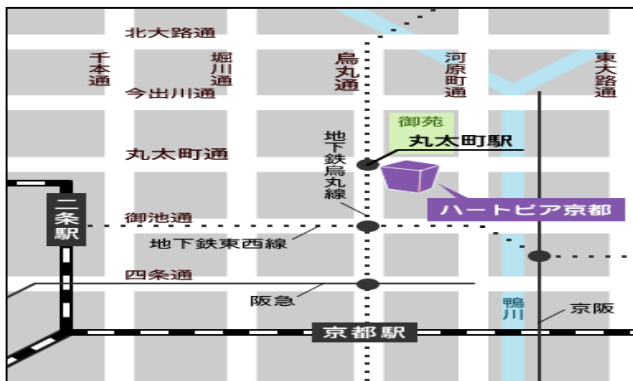 北大路通
千本通
堀川通
烏丸通
河原町通
東大路通
今出川通
御苑
丸太町駅
丸太町通
地下鉄烏丸線
ハートピア京都
二条駅
御池通
地下鉄東西線
四条通
阪急
鴨川
京阪
京都駅